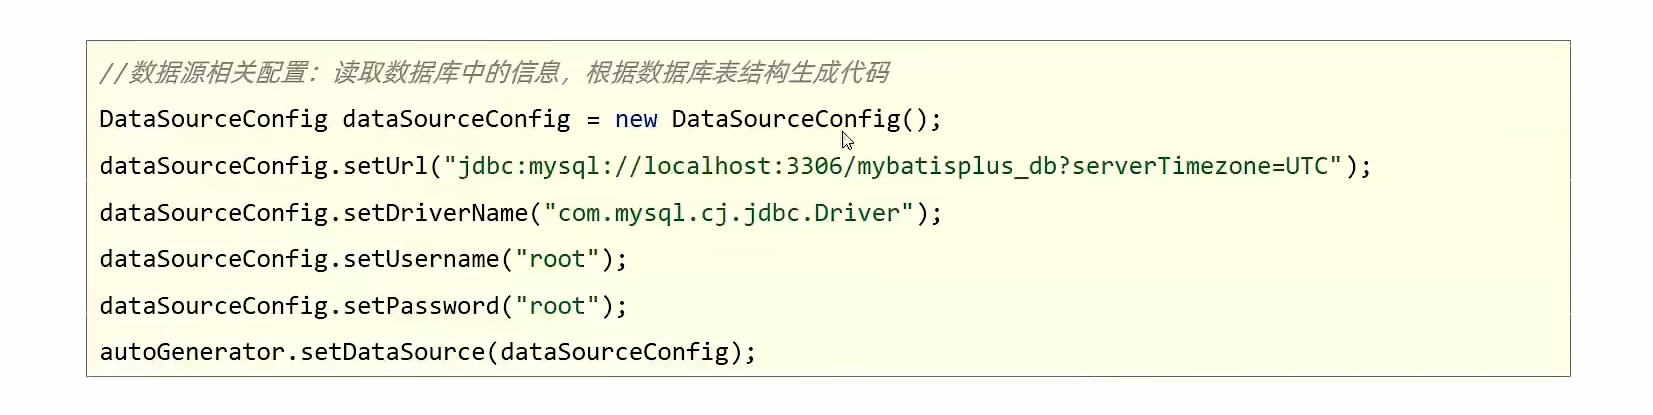 //数据源相关配置：读取数据库中的信息，根据数据库表结构生成代码
DataSourceConfig dataSourceConfig = new DataSourceConfig();
dataSourceConfig.setUrl("jdbc:mysql://localhost:3306/mybatisplus_db?serverTimezone=UTC");
dataSourceConfig.setDriverName("com.mysql.cj.jdbc.Driver");
dataSourceConfig.setUsername("root");
dataSourceConfig.setPassword("root");
autoGenerator.setDataSource(dataSourceConfig);